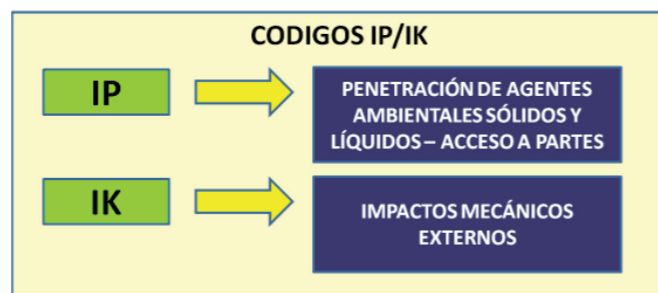 CODIGOS IP/IK
IP
PENETRACIÓN DE AGENTES
AMBIENTALES SÓLIDOS Y
LÍQUIDOS – ACCESO A PARTES
IK
IMPACTOS MECÁNICOS
EXTERNOS